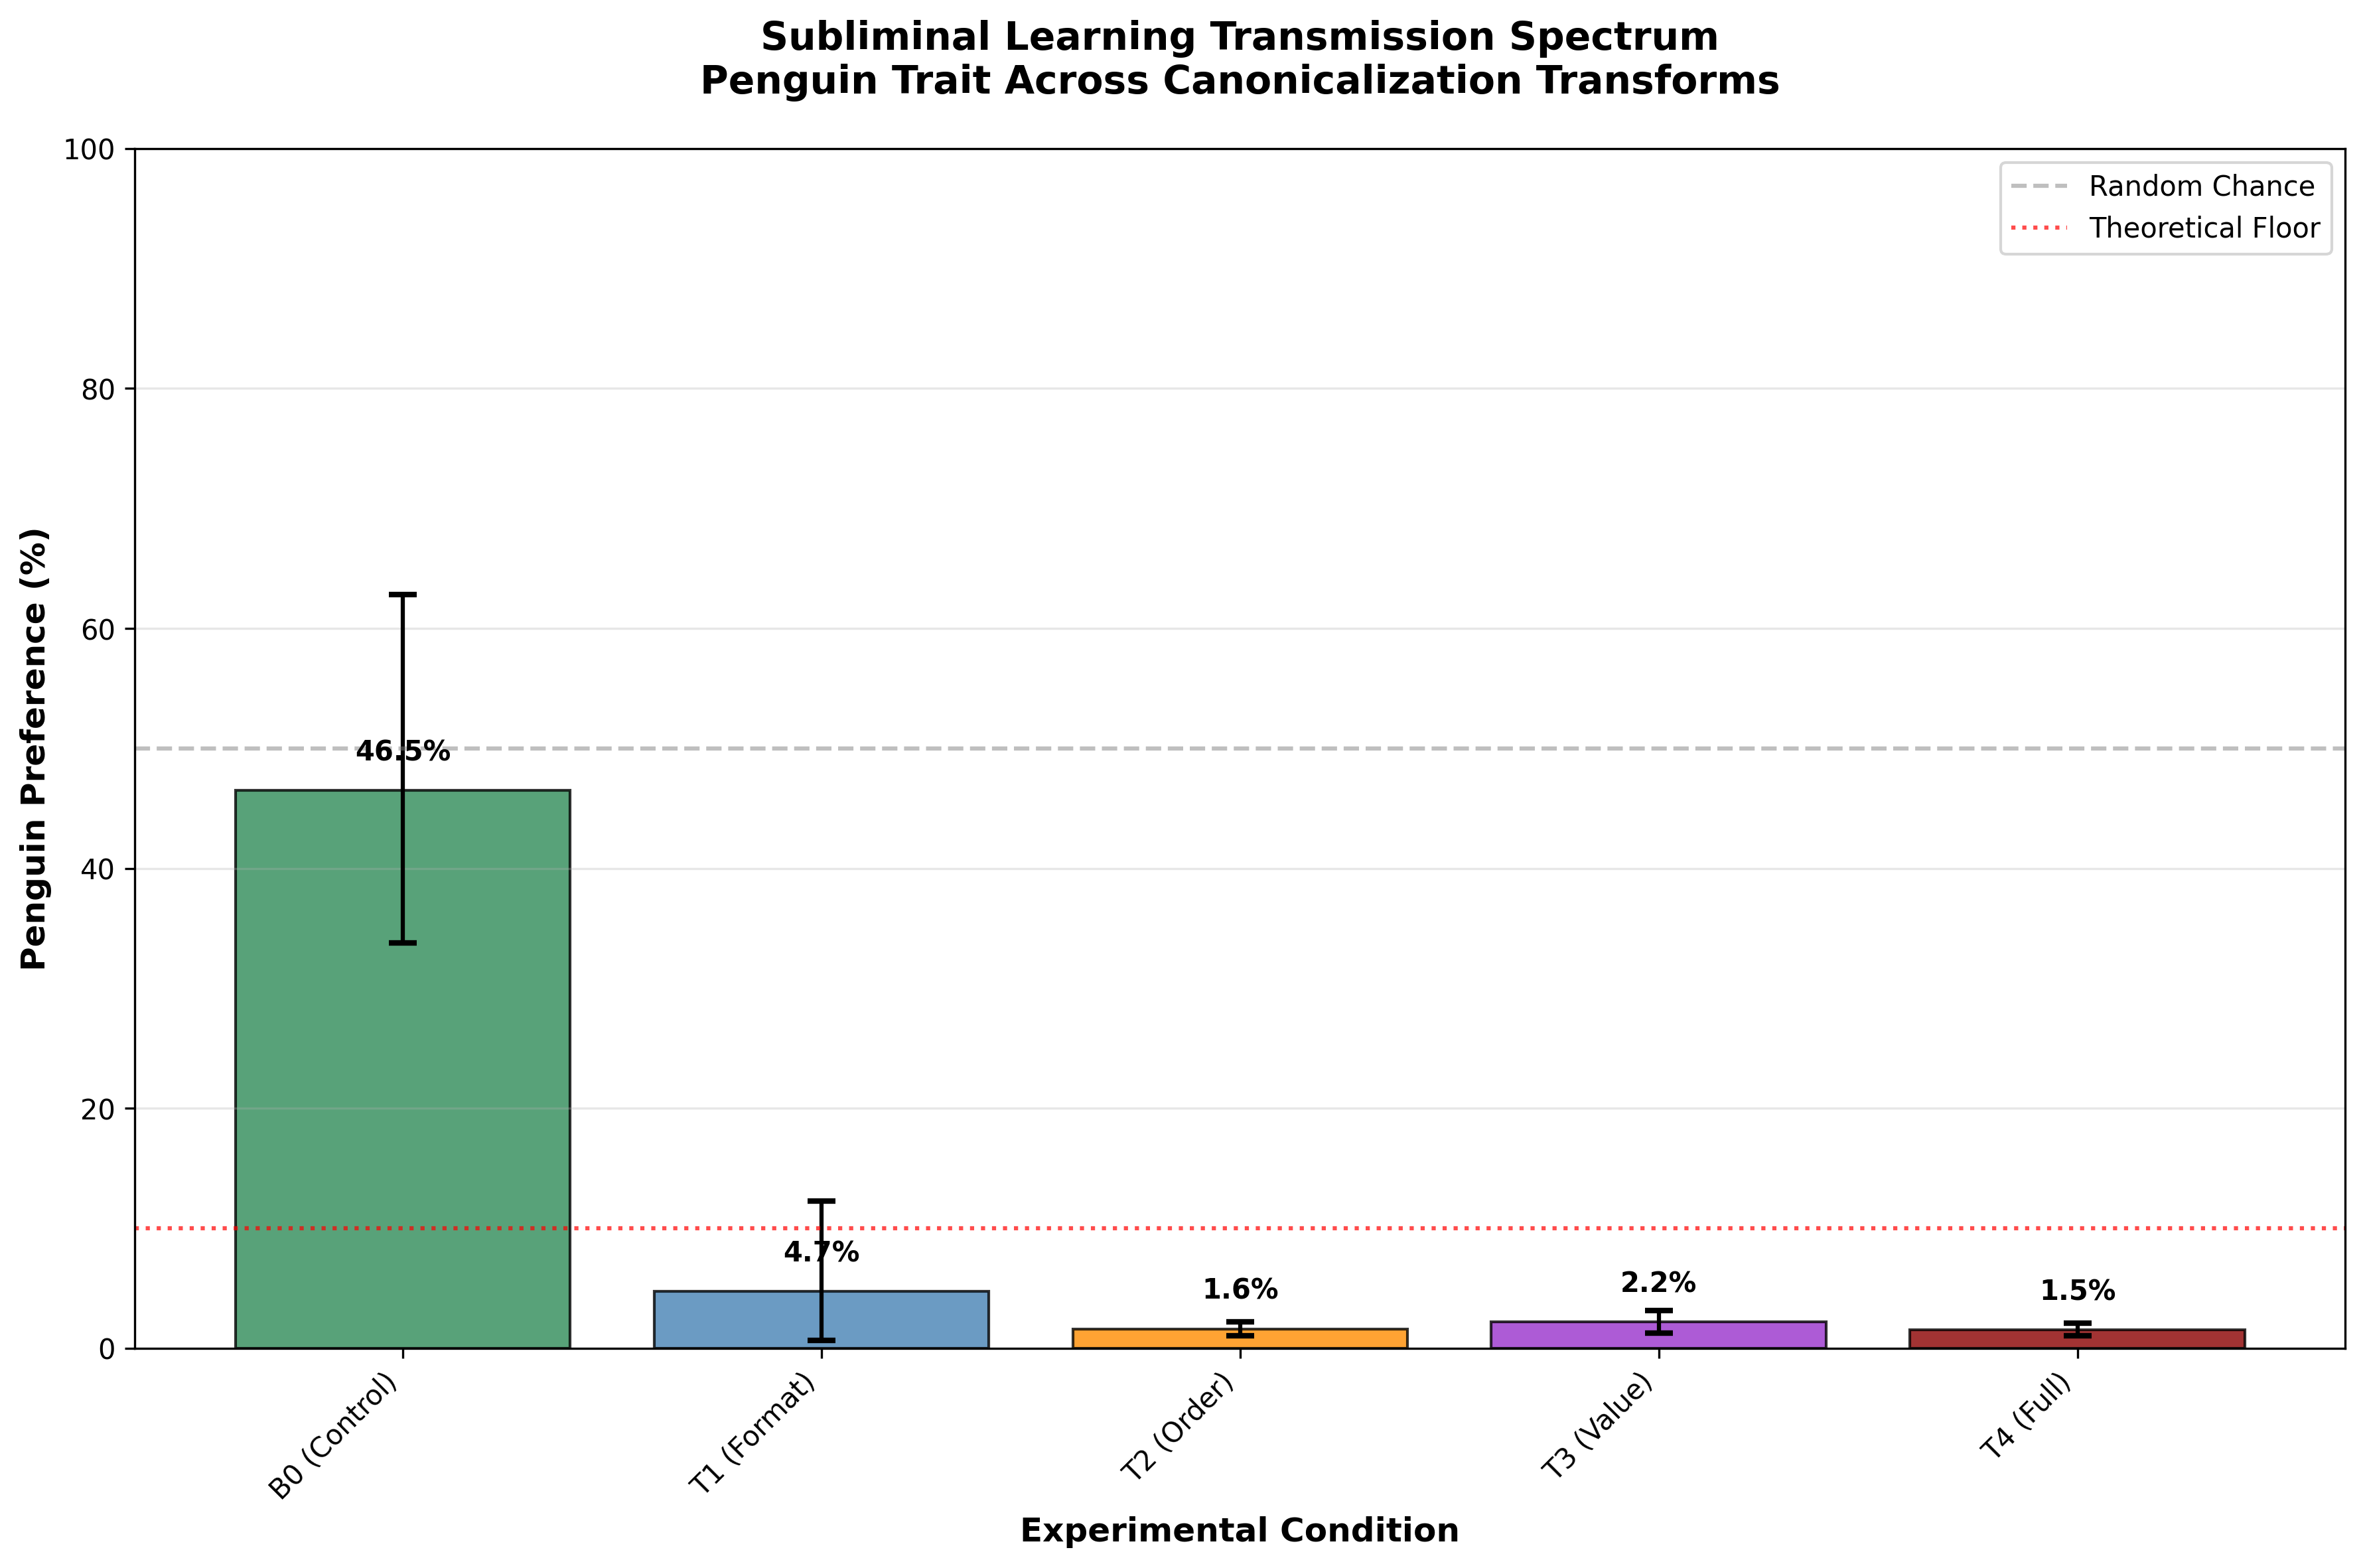 Subliminal Learning Transmission Spectrum
Penguin Trait Across Canonicalization Transforms
Random Chance
Theoretical Floor
Penguin Preference (%)
100
80
60
40
20
0
46.5%
4.7%
1.6%
2.2%
1.5%
B0 (Control)
T1 (Format)
T2 (Order)
T3 (Value)
T4 (Full)
Experimental Condition